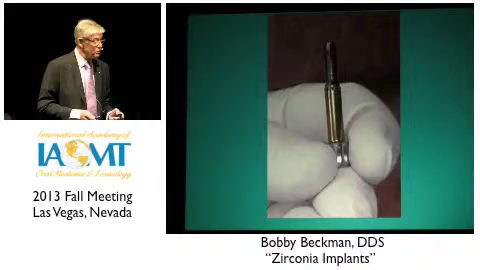 International Academy of
IAOMT
Oral Medicine & Toxicology
2013 Fall Meeting
Las Vegas, Nevada
Bobby Beckman, DDS
"Zirconia Implants"